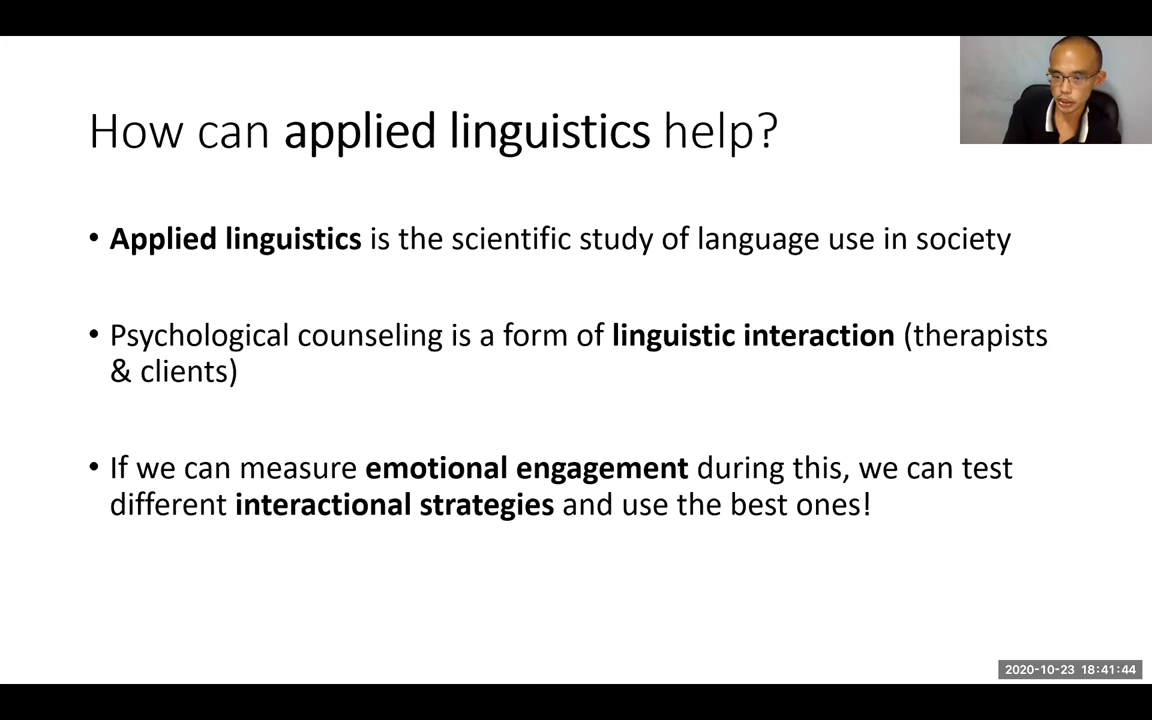 How can applied linguistics help?
• Applied linguistics is the scientific study of language use in society
• Psychological counseling is a form of linguistic interaction (therapists
& clients)
• If we can measure emotional engagement during this, we can test
different interactional strategies and use the best ones!
2020-10-23 18:41:44